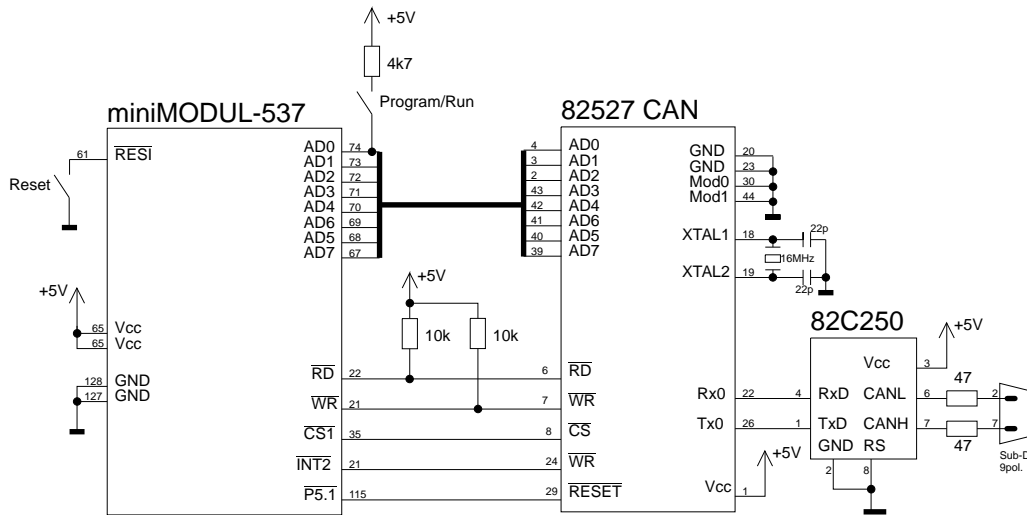 +5V
4k7
Program/Run
miniMODUL-537
82527 CAN
61 RESI
Reset
AD0 74
AD1 73
AD2 72
AD3 71
AD4 70
AD6 69
AD5 68
AD7 67
4 AD0
3 AD1
2 AD2
43 AD3
42 AD4
41 AD6
40 AD5
39 AD7
GND 20
GND 23
Mod0 30
Mod1 44
XTAL1 18 22p
16MHz
XTAL2 19 22p
+5V
+5V
65 Vcc
65 Vcc
10k 10k
128 GND
127 GND
RD 22
WR 21
CS1 35
INT2 21
P5.1 115
6 RD
7 WR
8 CS
24 WR
29 RESET
Rx0 22
Tx0 26
Vcc 1
+5V
82C250
+5V
Vcc 3
4 RxD CANL 6 47 2
1 TxD CANH 7 47 7
GND RS
2 8
Sub-D
9pol.